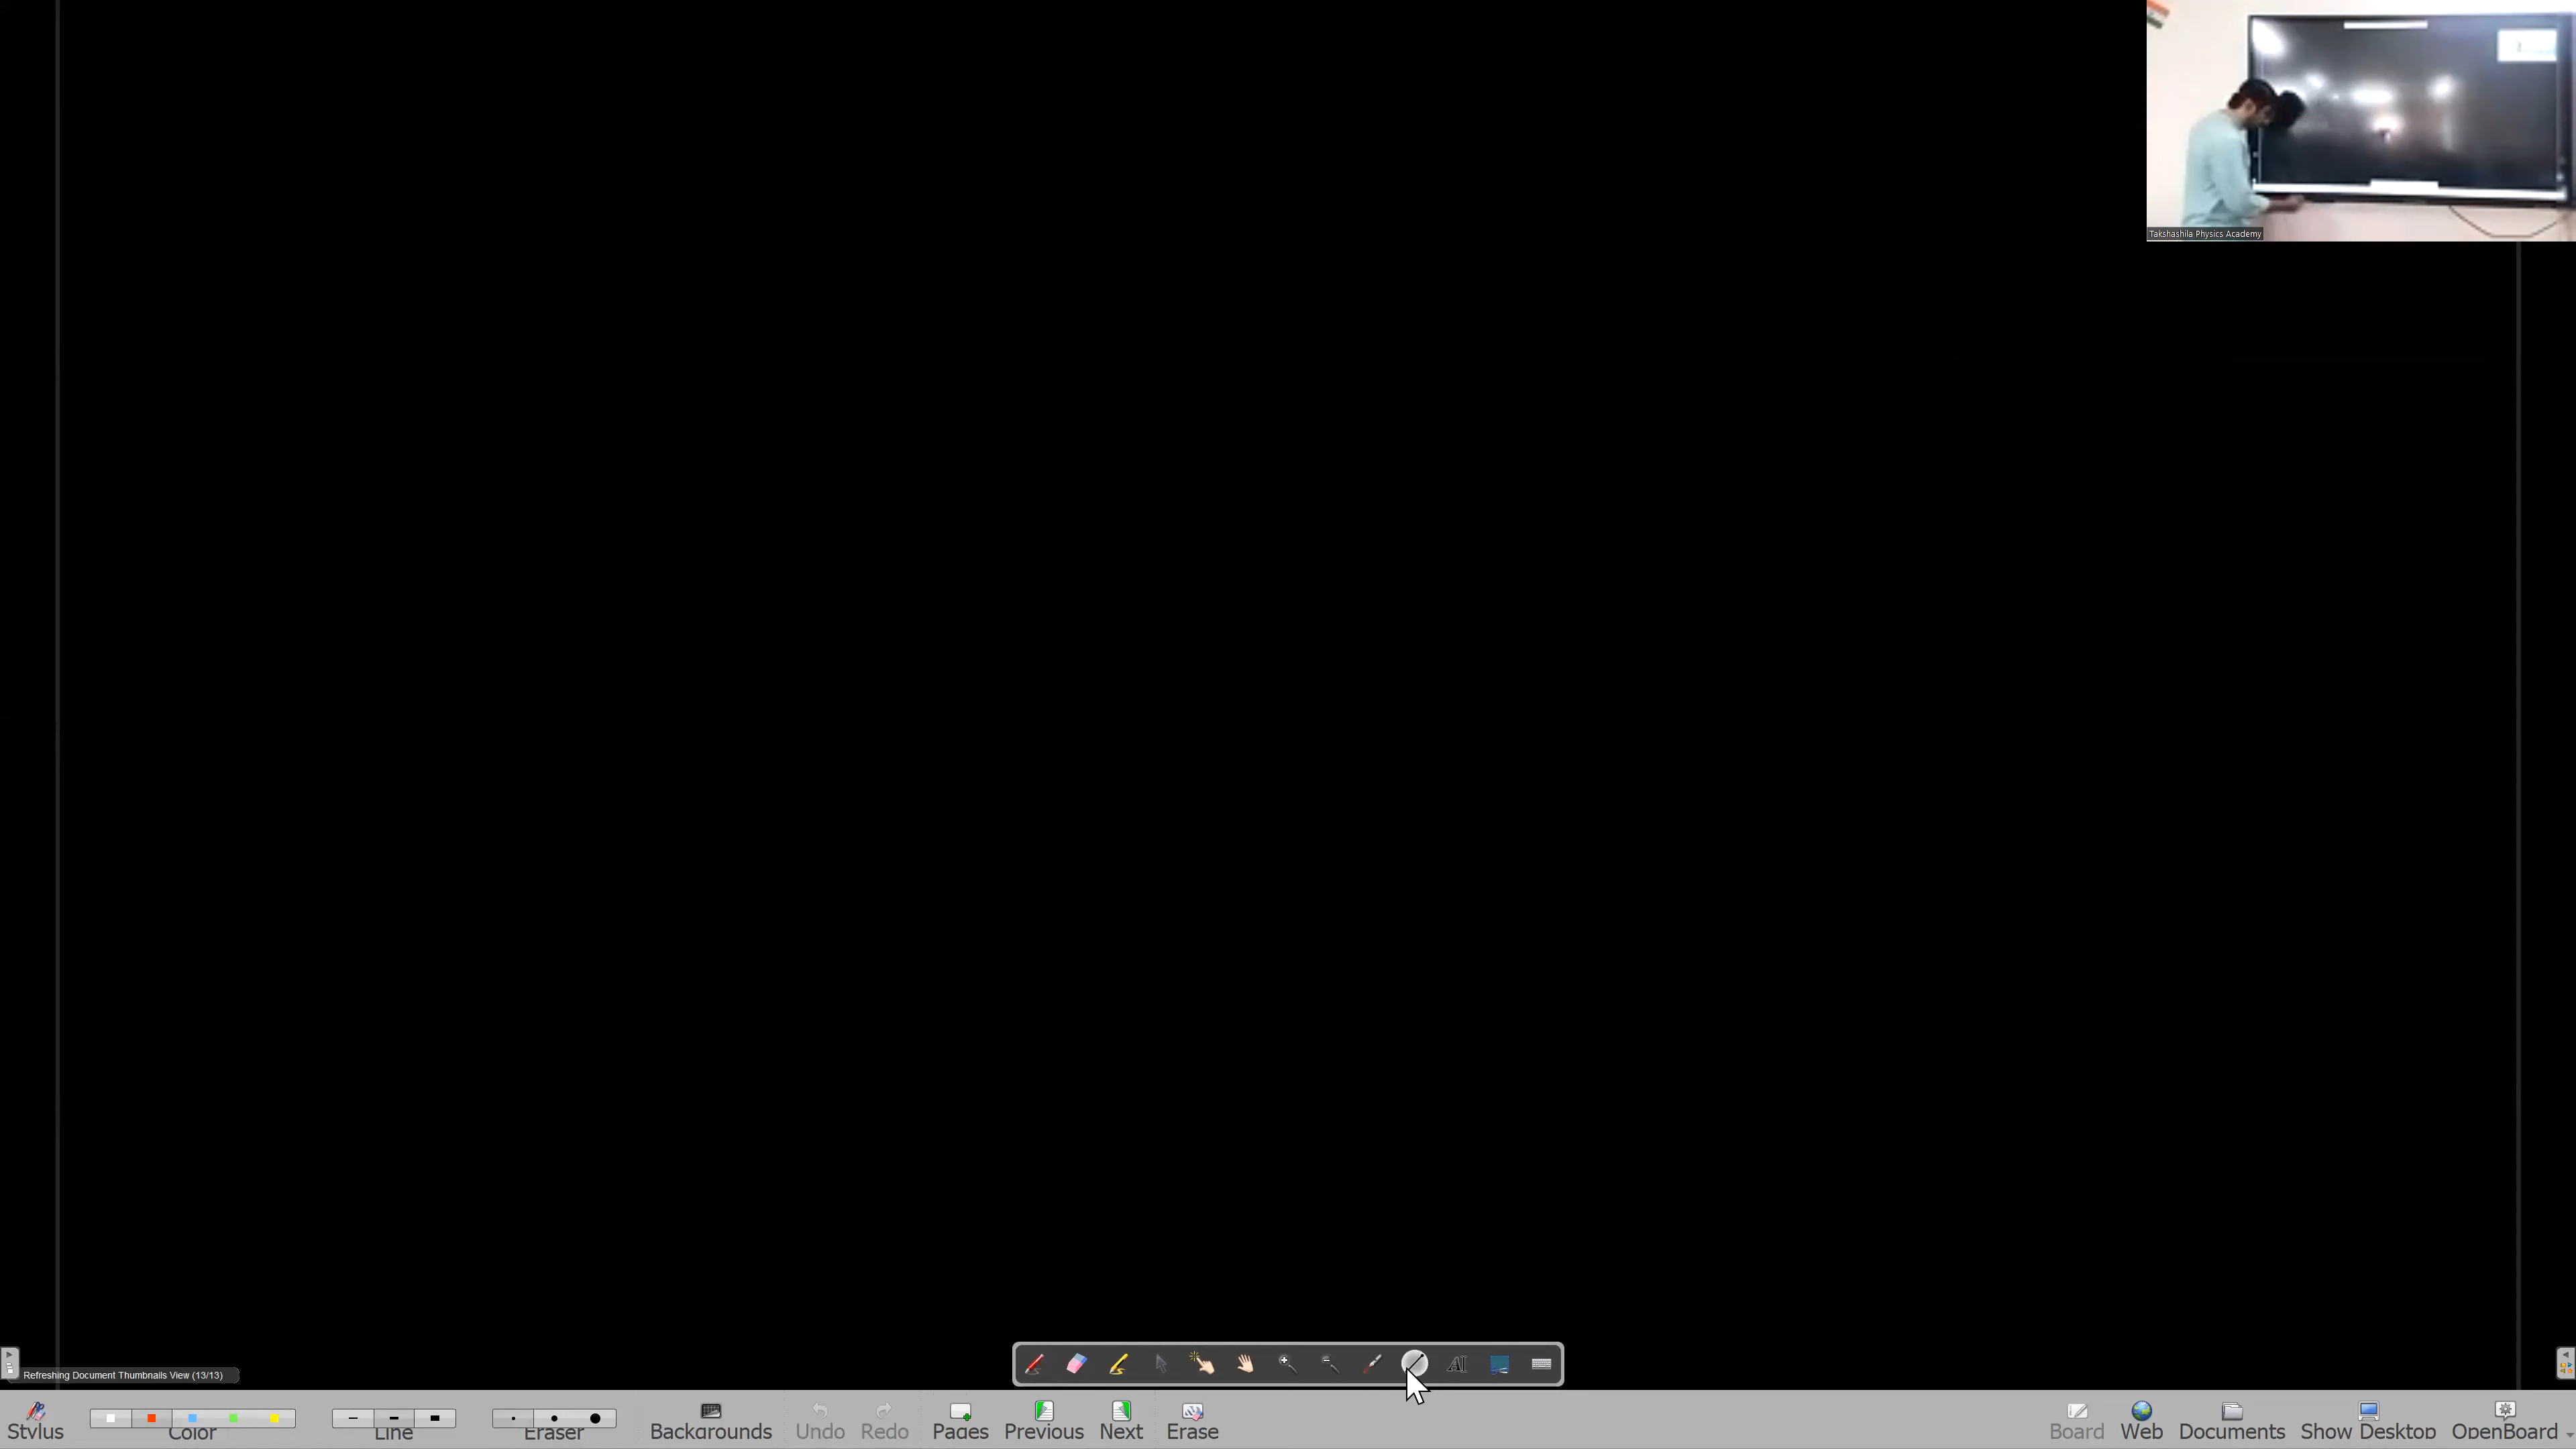 Takshashila Physics Academy
Refreshing Document Thumbnails View (13/13)
Stylus
Color
Line
Eraser
Backgrounds
Undo
Redo
Pages
Previous
Next
Erase
Board
Web
Documents
Show Desktop
OpenBoard